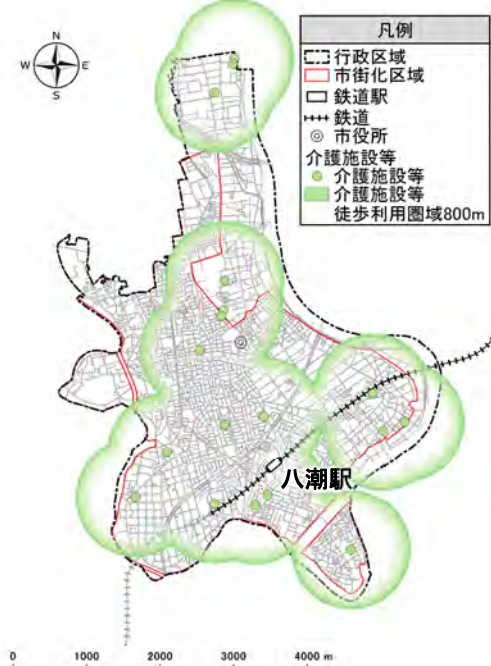 N
W E
S
凡例
行政区域
市街化区域
鉄道駅
鉄道
市役所
介護施設等
介護施設等
介護施設等
徒歩利用圏域800m
八潮駅
0 1000 2000 3000 4000 m